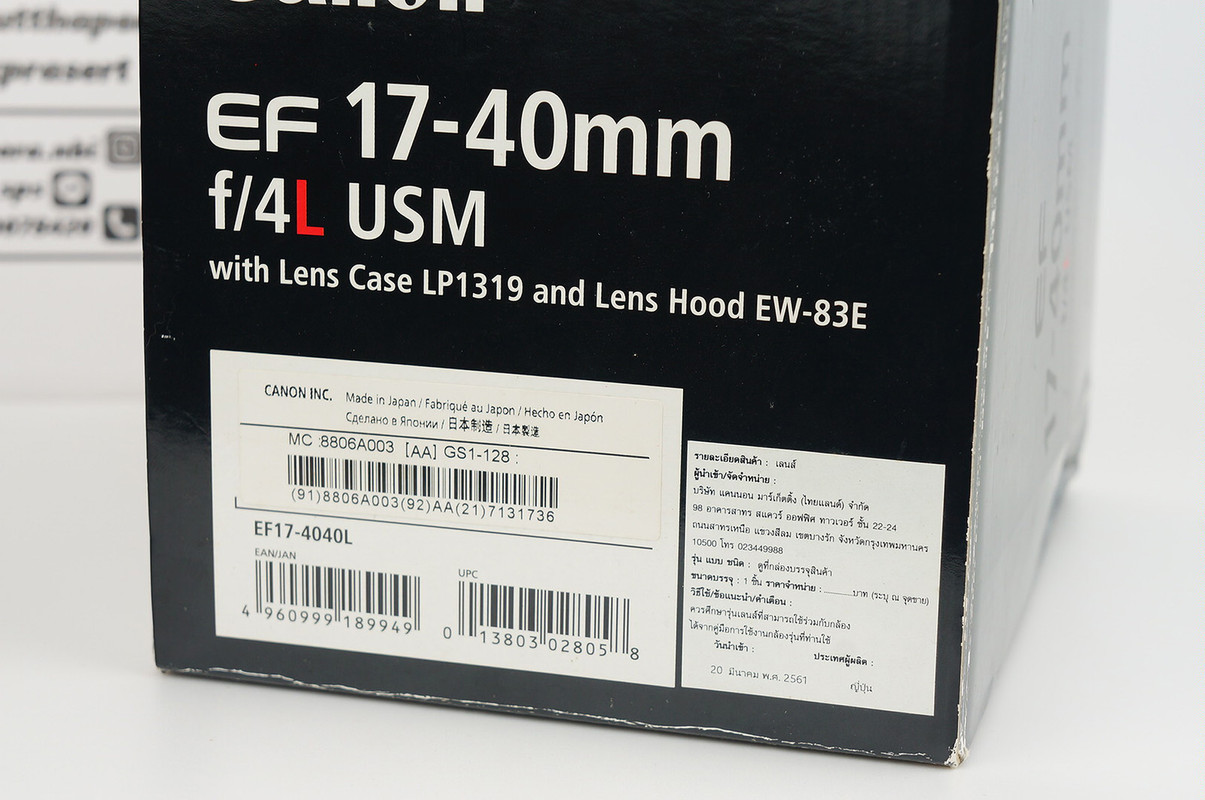 Canon
EF 17-40mm
f/4L USM
with Lens Case LP1319 and Lens Hood EW-83E
CANON INC. Made in Japan / Fabriqué au Japon / Hecho en Japón
Сделано в Японии / 日本制造 / 日本製造
MC :8806A003 [AA] GS1-128 :
(91)8806A003(92)AA(21)7131736
EF17-4040L
EAN/JAN
4 960999 189949
UPC
0 13803 02805 8
รายละเอียดสินค้า : เลนส์
ผู้นำเข้า/จัดจำหน่าย :
บริษัท แคนนอน มาร์เก็ตติ้ง (ไทยแลนด์) จำกัด
98 อาคารสาทร สแควร์ ออฟฟิศ ทาวเวอร์ ชั้น 22-24
ถนนสาทรเหนือ แขวงสีลม เขตบางรัก จังหวัดกรุงเทพมหานคร
10500 โทร 023449988
รุ่น แบบ ชนิด : ดูที่กล่องบรรจุสินค้า
ขนาดบรรจุ : 1 ชิ้น ราคาจำหน่าย : ______บาท (ระบุ ณ จุดขาย)
วิธีใช้/ข้อแนะนำ/คำเตือน :
ควรศึกษารุ่นเลนส์ที่สามารถใช้ร่วมกับกล้อง
ได้จากคู่มือการใช้งานกล้องรุ่นที่ท่านใช้
วันนำเข้า : ประเทศผู้ผลิต :
20 มีนาคม พ.ศ. 2561 ญี่ปุ่น
EF
17-40mm